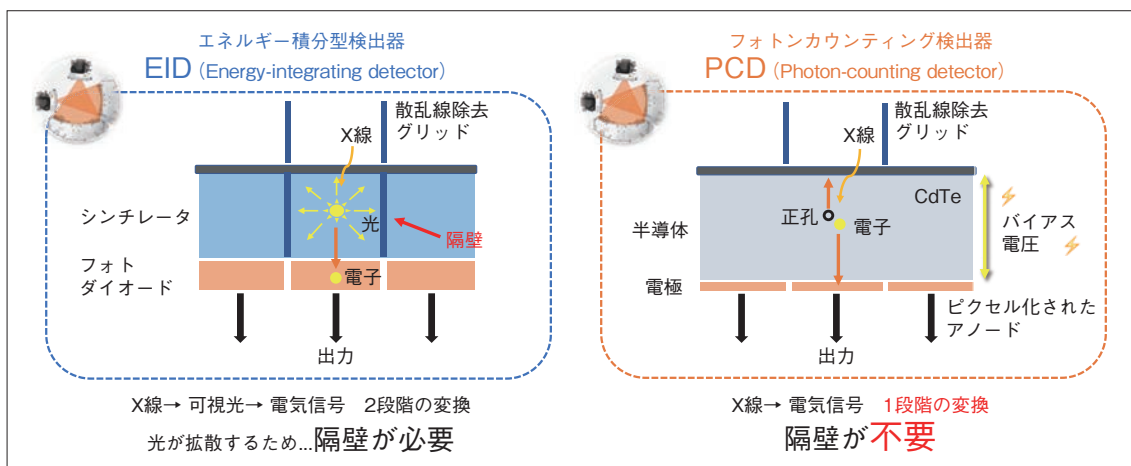 エネルギー積分型検出器
EID (Energy-integrating detector)
散乱線除去
グリッド
X線
シンチレータ
光
隔壁
フォト
ダイオード
電子
出力
X線→ 可視光→ 電気信号 2段階の変換
光が拡散するため...隔壁が必要
フォトンカウンティング検出器
PCD (Photon-counting detector)
散乱線除去
グリッド
X線
CdTe
正孔
電子
半導体
バイアス
電圧
電極
ピクセル化された
アノード
出力
X線→ 電気信号 1段階の変換
隔壁が不要